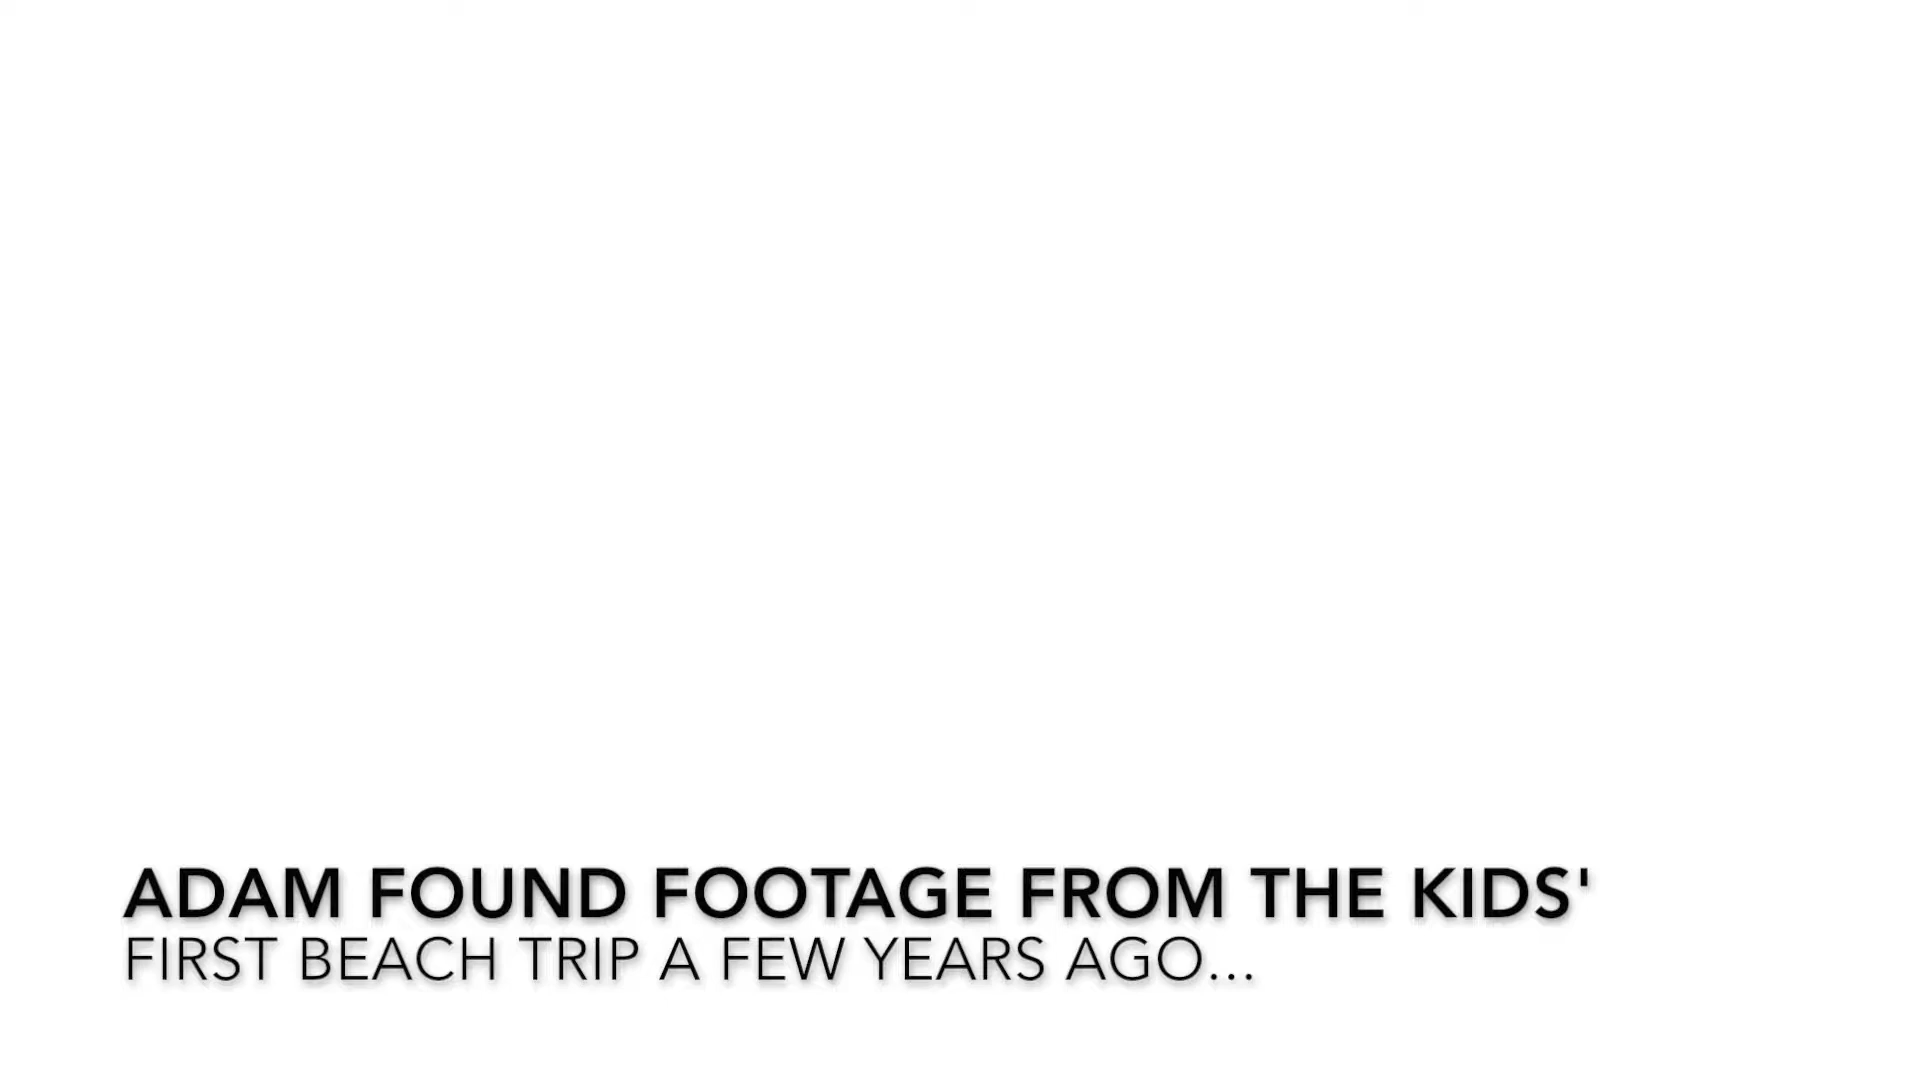 ADAM FOUND FOOTAGE FROM THE KIDS'
FIRST BEACH TRIP A FEW YEARS AGO...